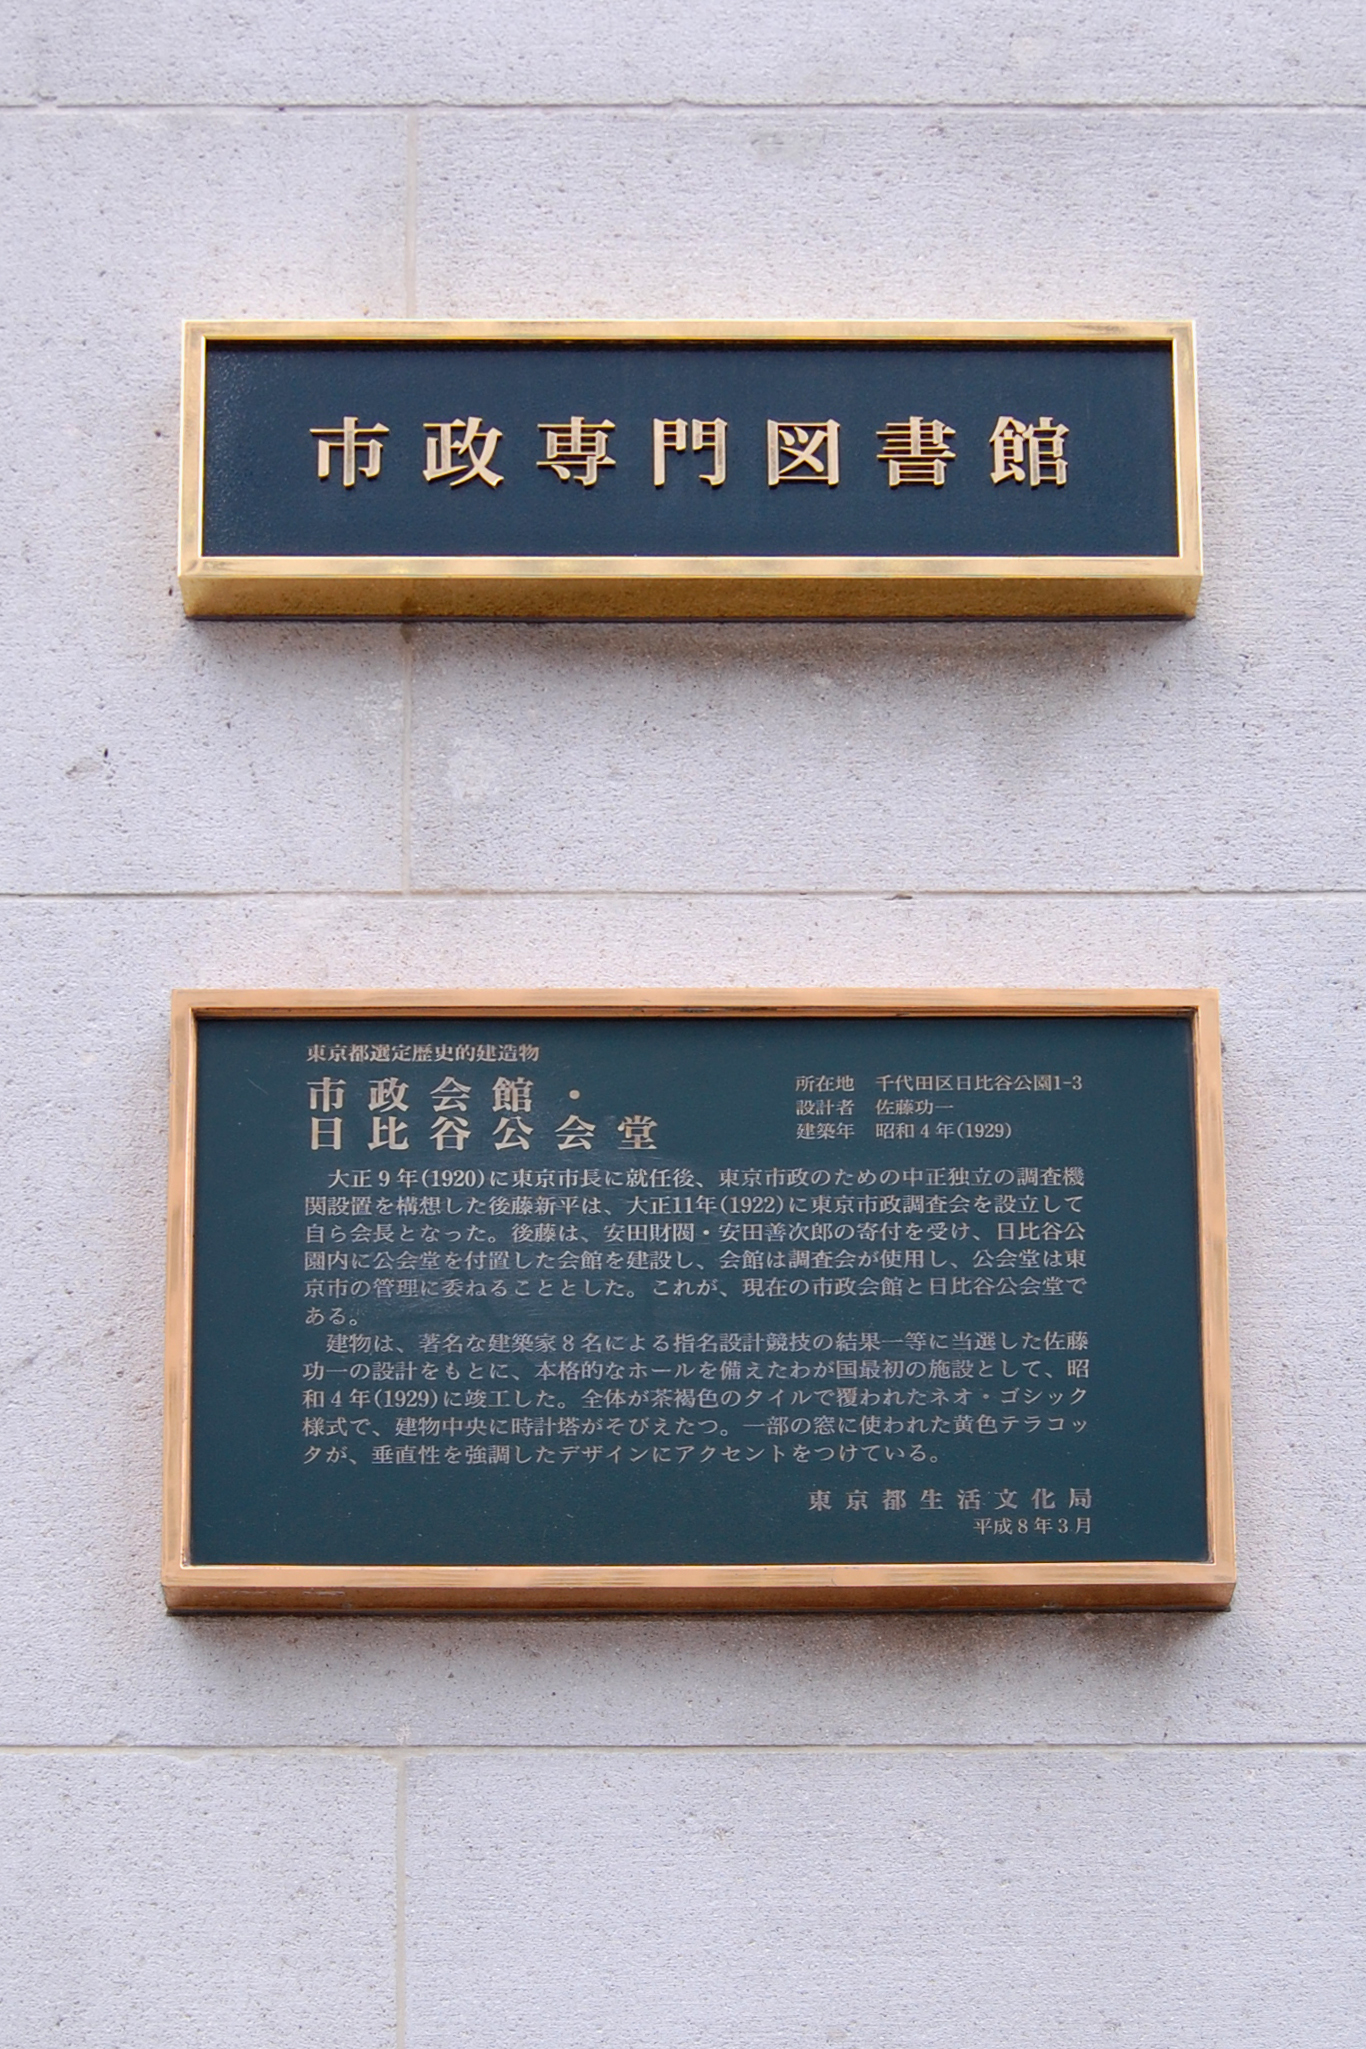 市政専門図書館
東京都選定歴史的建造物
市政会館・
日比谷公会堂
所在地 千代田区日比谷公園1-3
設計者 佐藤功一
建築年 昭和4年(1929)
大正9年(1920)に東京市長に就任後、東京市政のための中正独立の調査機
関設置を構想した後藤新平は、大正11年(1922)に東京市政調査会を設立して
自ら会長となった。後藤は、安田財閥・安田善次郎の寄付を受け、日比谷公
園内に公会堂を付置した会館を建設し、会館は調査会が使用し、公会堂は東
京市の管理に委ねることとした。これが、現在の市政会館と日比谷公会堂で
ある。
建物は、著名な建築家8名による指名設計競技の結果一等に当選した佐藤
功一の設計をもとに、本格的なホールを備えたわが国最初の施設として、昭
和4年(1929)に竣工した。全体が茶褐色のタイルで覆われたネオ・ゴシック
様式で、建物中央に時計塔がそびえたつ。一部の窓に使われた黄色テラコッ
タが、垂直性を強調したデザインにアクセントをつけている。
東京都生活文化局
平成8年3月